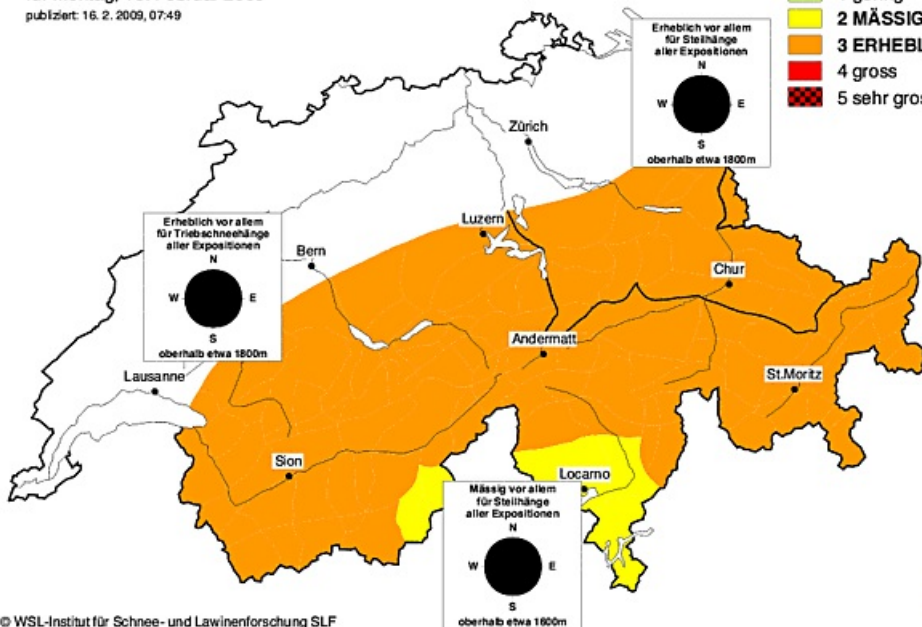 publiziert: 16. 2. 2009, 07:49
2 MÄSSIG
3 ERHEBL
4 gross
5 sehr gros
Erheblich vor allem
für Steilhänge
aller Expositionen
N
W E
S
oberhalb etwa 1800m
Zürich
Erheblich vor allem
für Triebschneehänge
aller Expositionen
N
W E
S
oberhalb etwa 1800m
Luzern
Bern
Chur
Andermatt
Lausanne
St.Moritz
Sion
Locarno
Mässig vor allem
für Steilhänge
aller Expositionen
N
W E
S
oberhalb etwa 1600m
© WSL-Institut für Schnee- und Lawinenforschung SLF